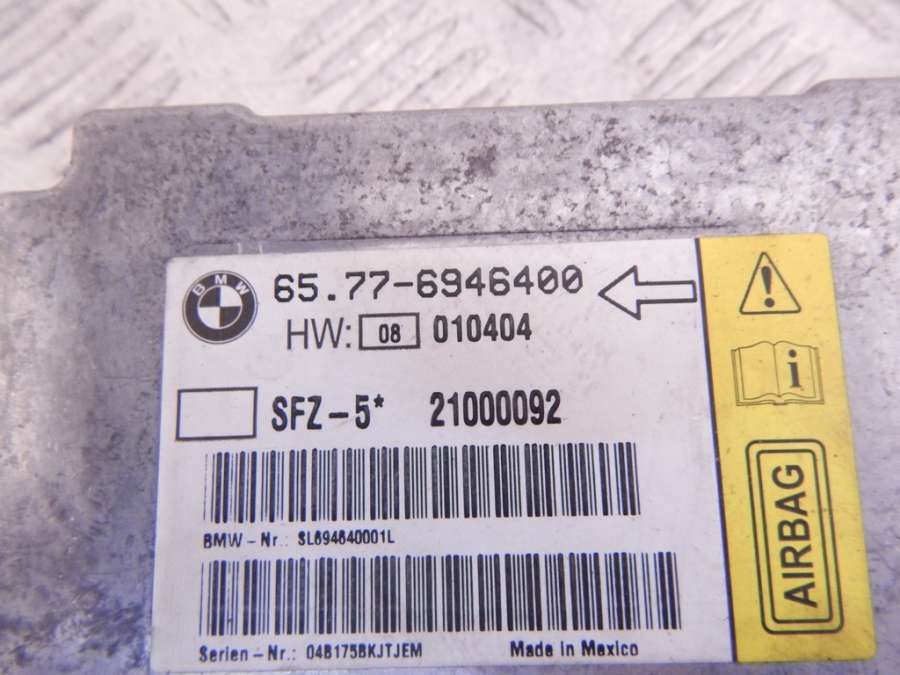 BMW
65.77-6946400
HW: 08 010404
SFZ-5* 21000092
BMW-Nr.: SL694640001L
Serien-Nr.: 04B175BKJTJEM
Made in Mexico
i
AIRBAG